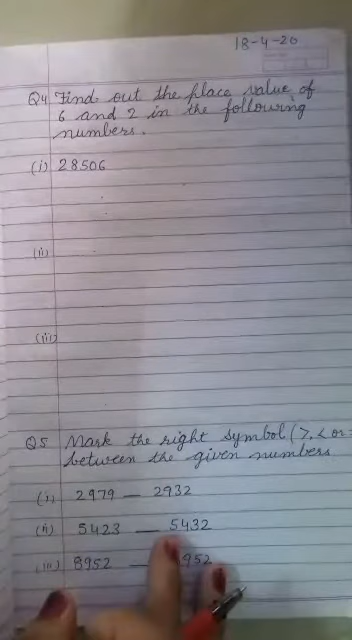 18-4-20
Q4 Find out the place value of
6 and 2 in the following
numbers.
(i) 28506
(ii)
(iii)
Q5 Mark the right symbol (>, < or =
between the given numbers
(i) 2979 — 2932
(ii) 5423 — 5432
(iii) 8952 — 952